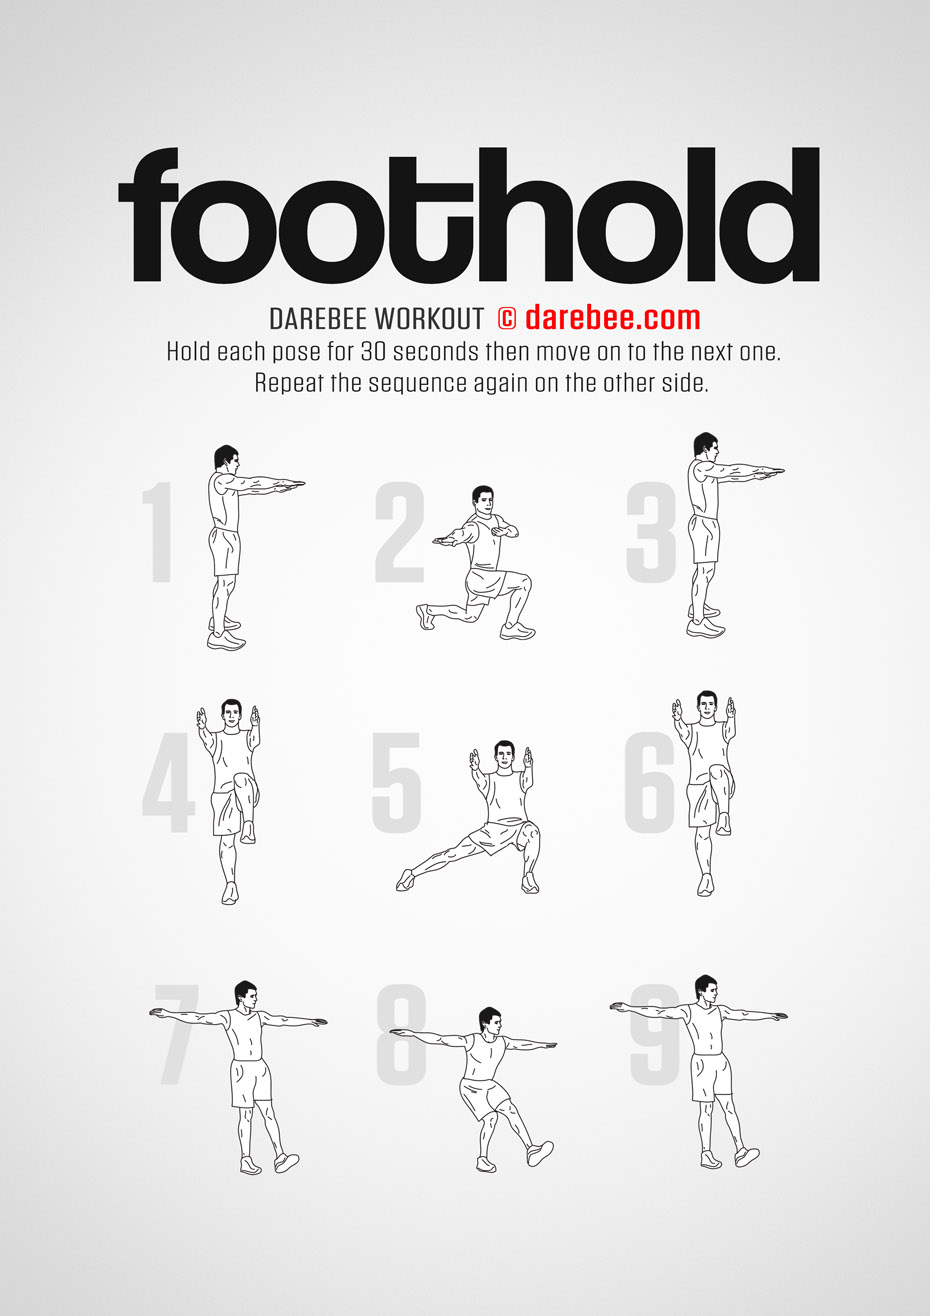 foothold
DAREBEE WORKOUT © darebee.com
Hold each pose for 30 seconds then move on to the next one.
Repeat the sequence again on the other side.
1 2 3
4 5 6
7 8 9